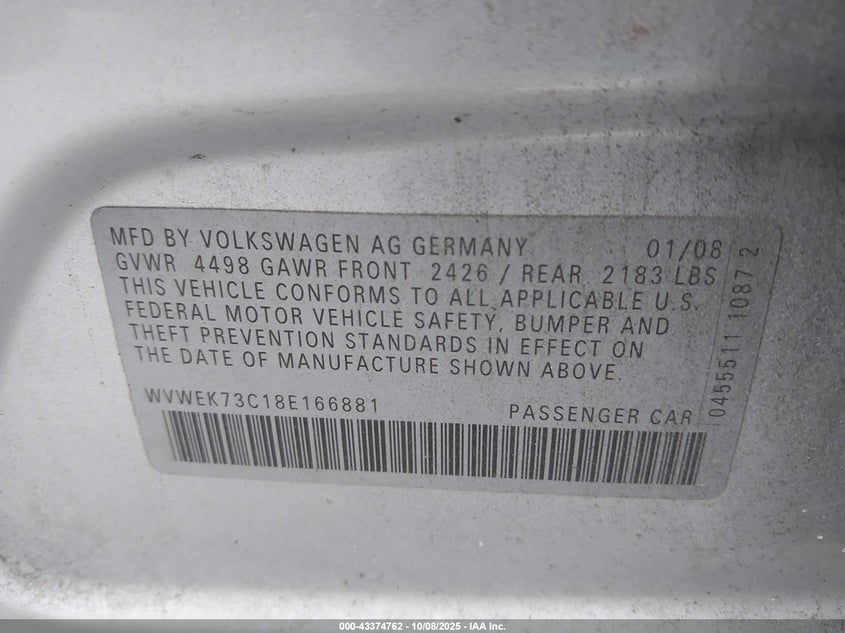 MFD BY VOLKSWAGEN AG GERMANY 01/08
GVWR 4498 GAWR FRONT 2426 / REAR 2183 LBS
THIS VEHICLE CONFORMS TO ALL APPLICABLE U.S.
FEDERAL MOTOR VEHICLE SAFETY, BUMPER AND
THEFT PREVENTION STANDARDS IN EFFECT ON
THE DATE OF MANUFACTURE SHOWN ABOVE.
WVWEK73C18E166881 PASSENGER CAR
0455511 1087 2
000-43374762 - 10/08/2025 - IAA Inc.